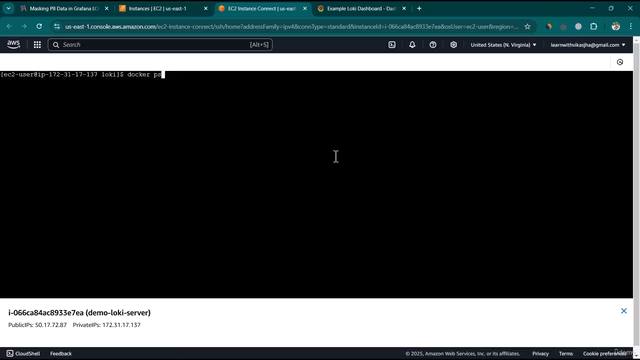 Masking PII Data in Grafana L
Instances | EC2 | us-east-1
EC2 Instance Connect | us-eas
Example Loki Dashboard - Das
us-east-1.console.aws.amazon.com/ec2-instance-connect/ssh/home?addressFamily=ipv4&connType=standard&instanceId=i-066ca84ac8933e7ea&osUser=ec2-user&region=...
aws
Search
[Alt+S]
United States (N. Virginia)
learnwithvikasjha@gmail.com
[ec2-user@ip-172-31-17-137 loki]$ docker ps
i-066ca84ac8933e7ea (demo-loki-server)
PublicIPs: 50.17.72.87 PrivateIPs: 172.31.17.137
CloudShell
Feedback
© 2025, Amazon Web Services, Inc. or its affiliates.
Privacy
Terms
Cookie preferences